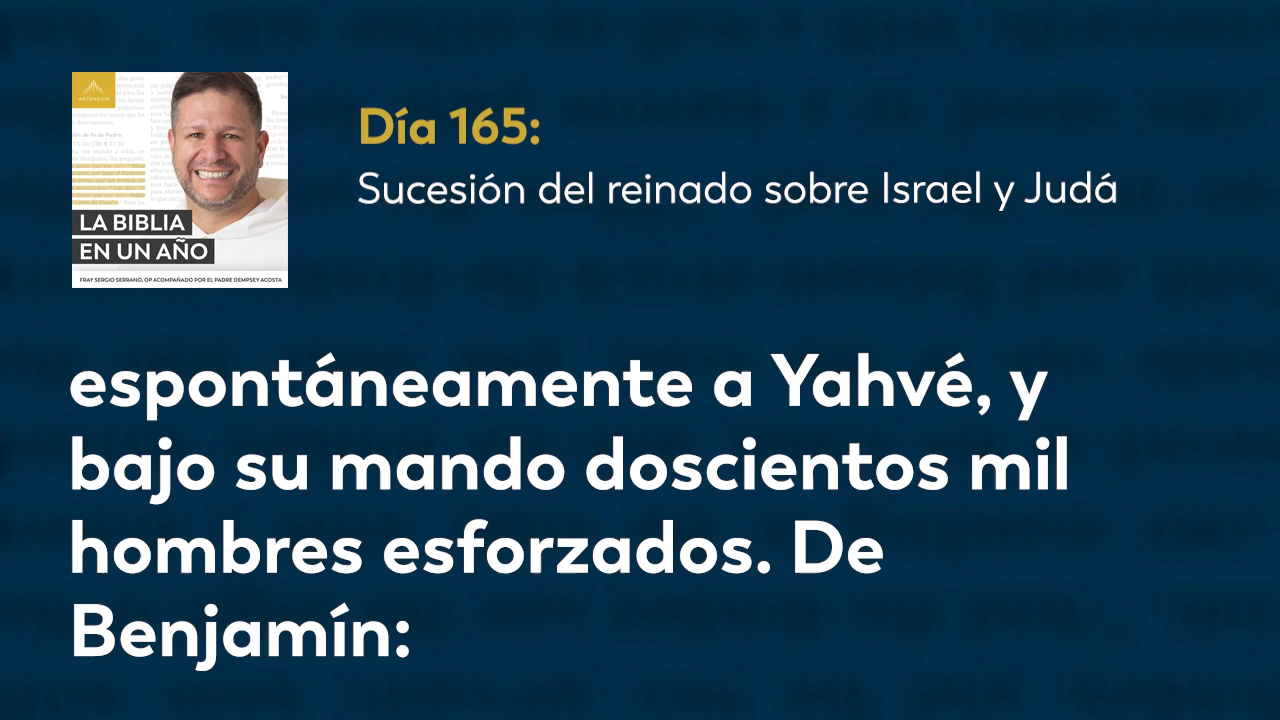 ASCENSION
LA BIBLIA
EN UN AÑO
FRAY SERGIO SERRANO, OP ACOMPAÑADO POR EL PADRE DEMPSEY ACOSTA
Día 165:
Sucesión del reinado sobre Israel y Judá
espontáneamente a Yahvé, y
bajo su mando doscientos mil
hombres esforzados. De
Benjamín: